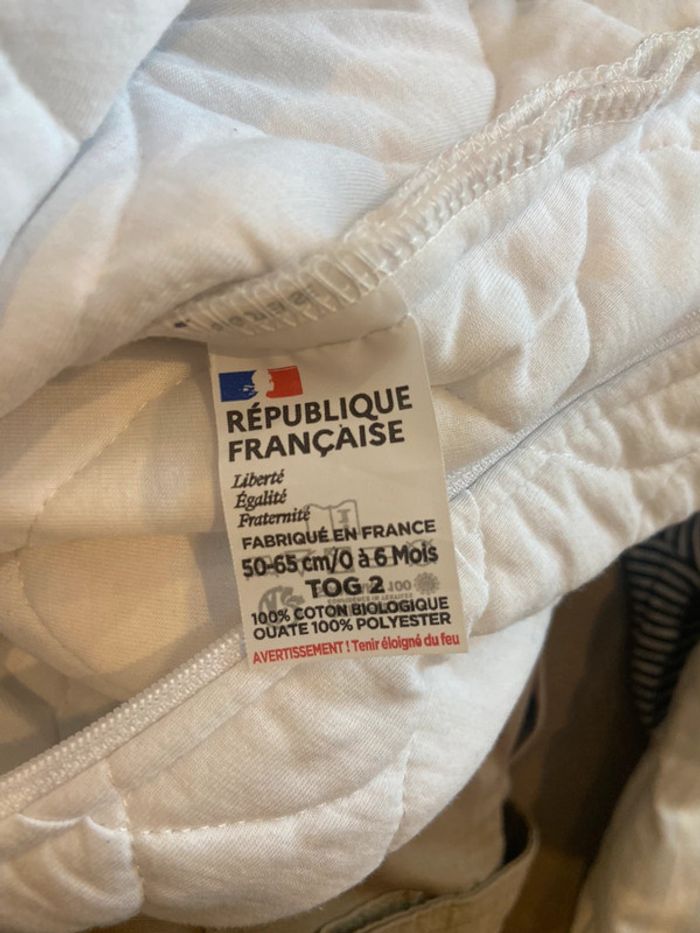 RÉPUBLIQUE
FRANÇAISE
Liberté
Égalité
Fraternité
FABRIQUÉ EN FRANCE
50-65 cm/0 à 6 Mois
TOG 2
100% COTON BIOLOGIQUE
OUATE 100% POLYESTER
AVERTISSEMENT ! Tenir éloigné du feu